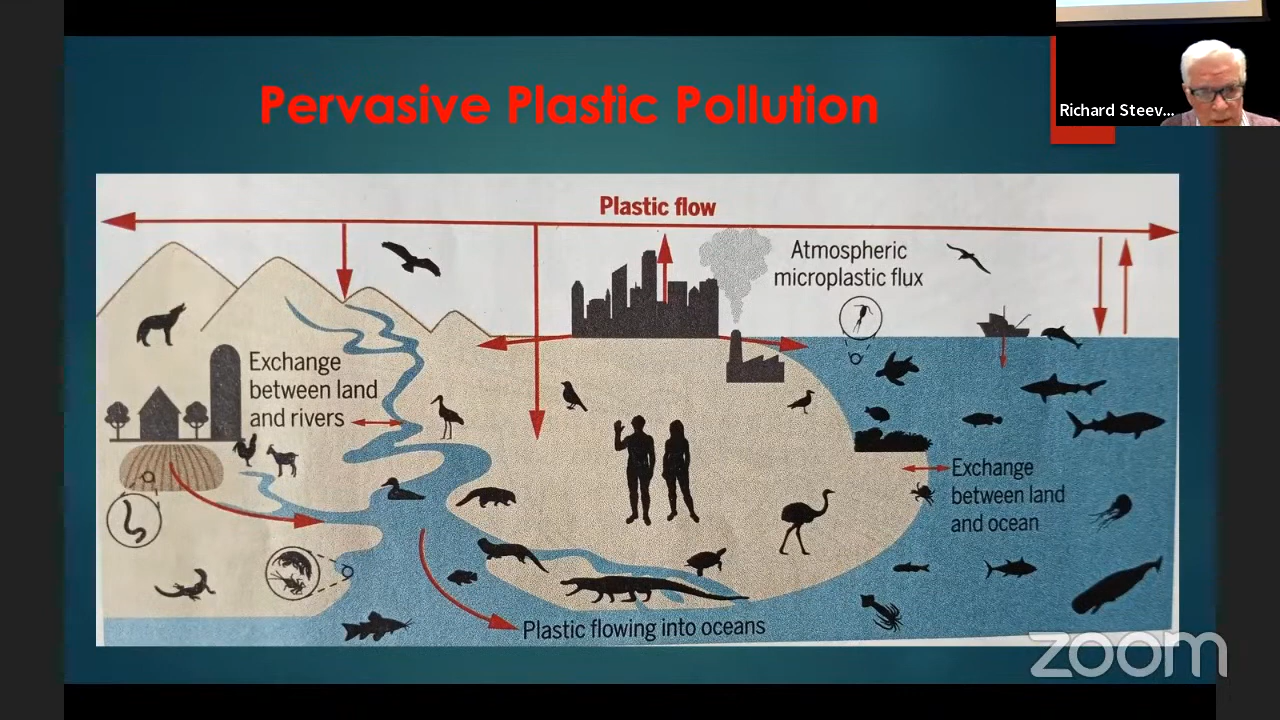 Pervasive Plastic Pollution
Richard Steev...
Plastic flow
Atmospheric
microplastic flux
Exchange
between land
and rivers
Exchange
between land
and ocean
Plastic flowing into oceans
zoom